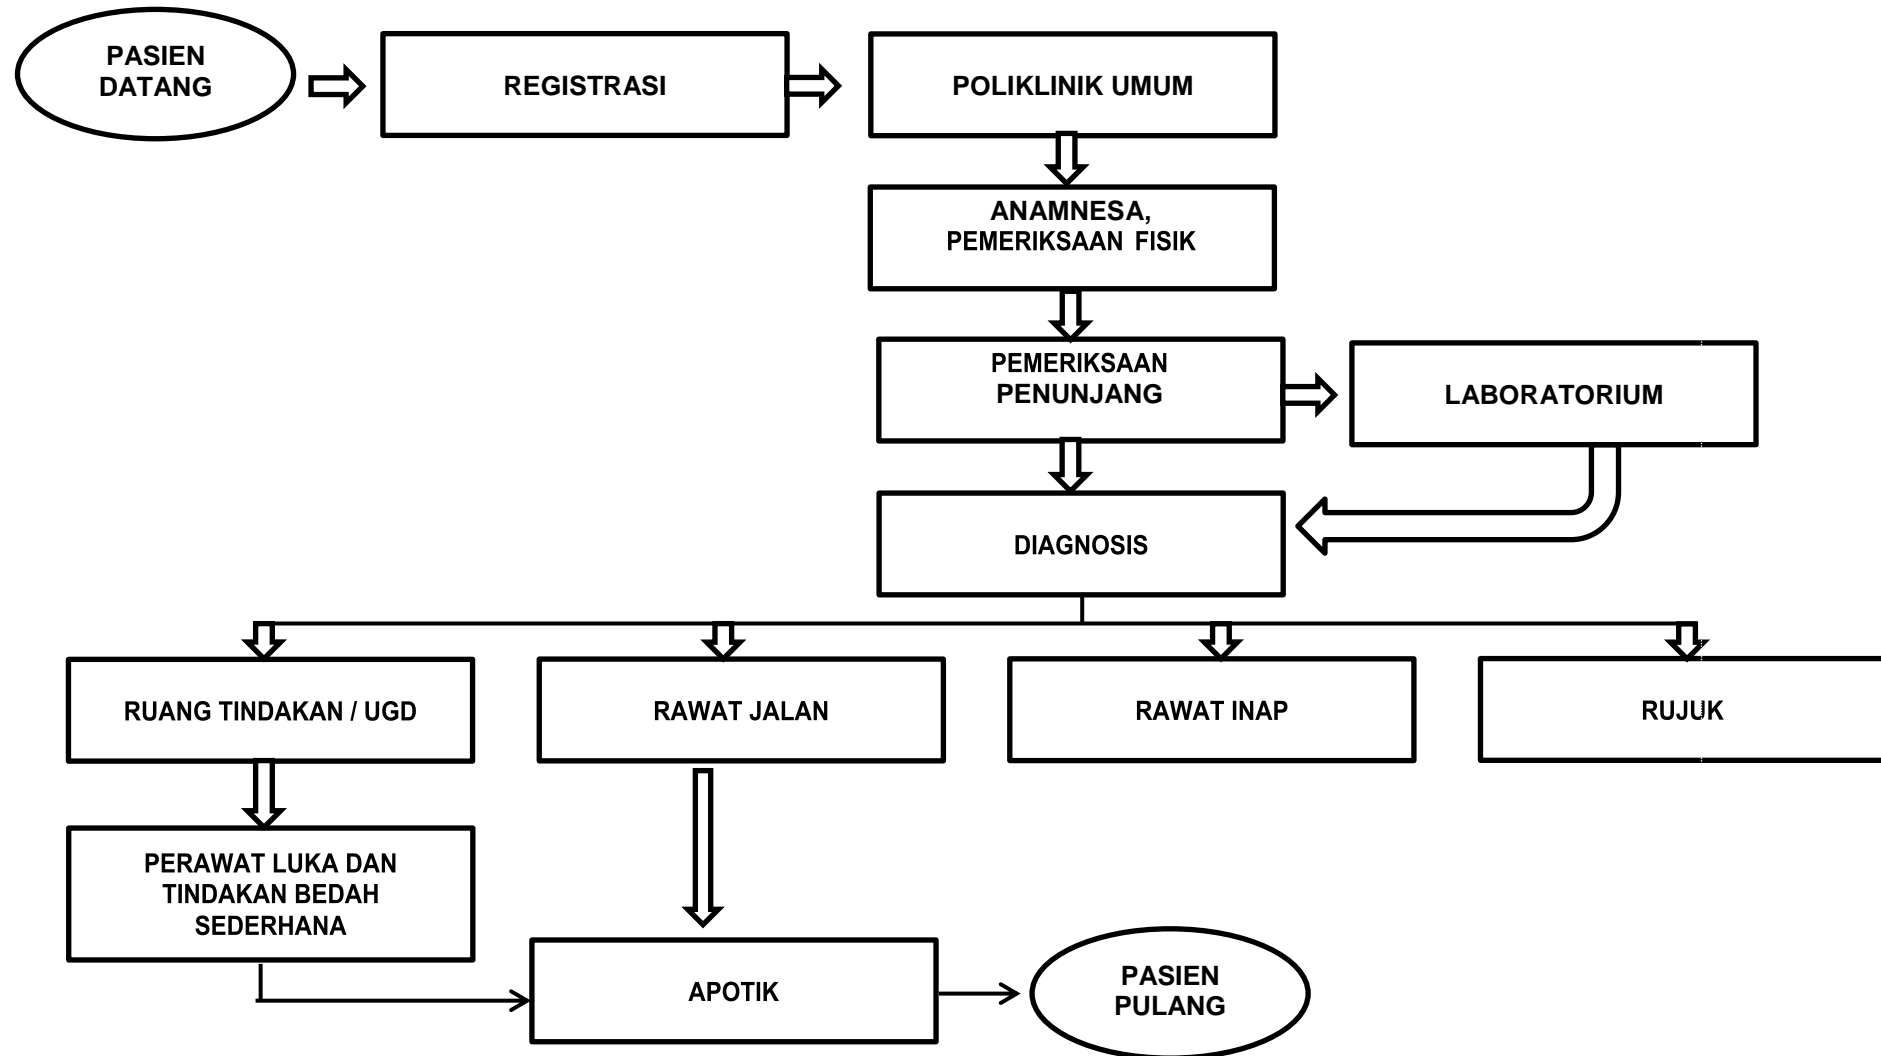 PASIEN
DATANG
REGISTRASI
POLIKLINIK UMUM
ANAMNESA,
PEMERIKSAAN FISIK
PEMERIKSAAN
PENUNJANG
LABORATORIUM
DIAGNOSIS
RUANG TINDAKAN / UGD
RAWAT JALAN
RAWAT INAP
RUJUK
PERAWAT LUKA DAN
TINDAKAN BEDAH
SEDERHANA
APOTIK
PASIEN
PULANG